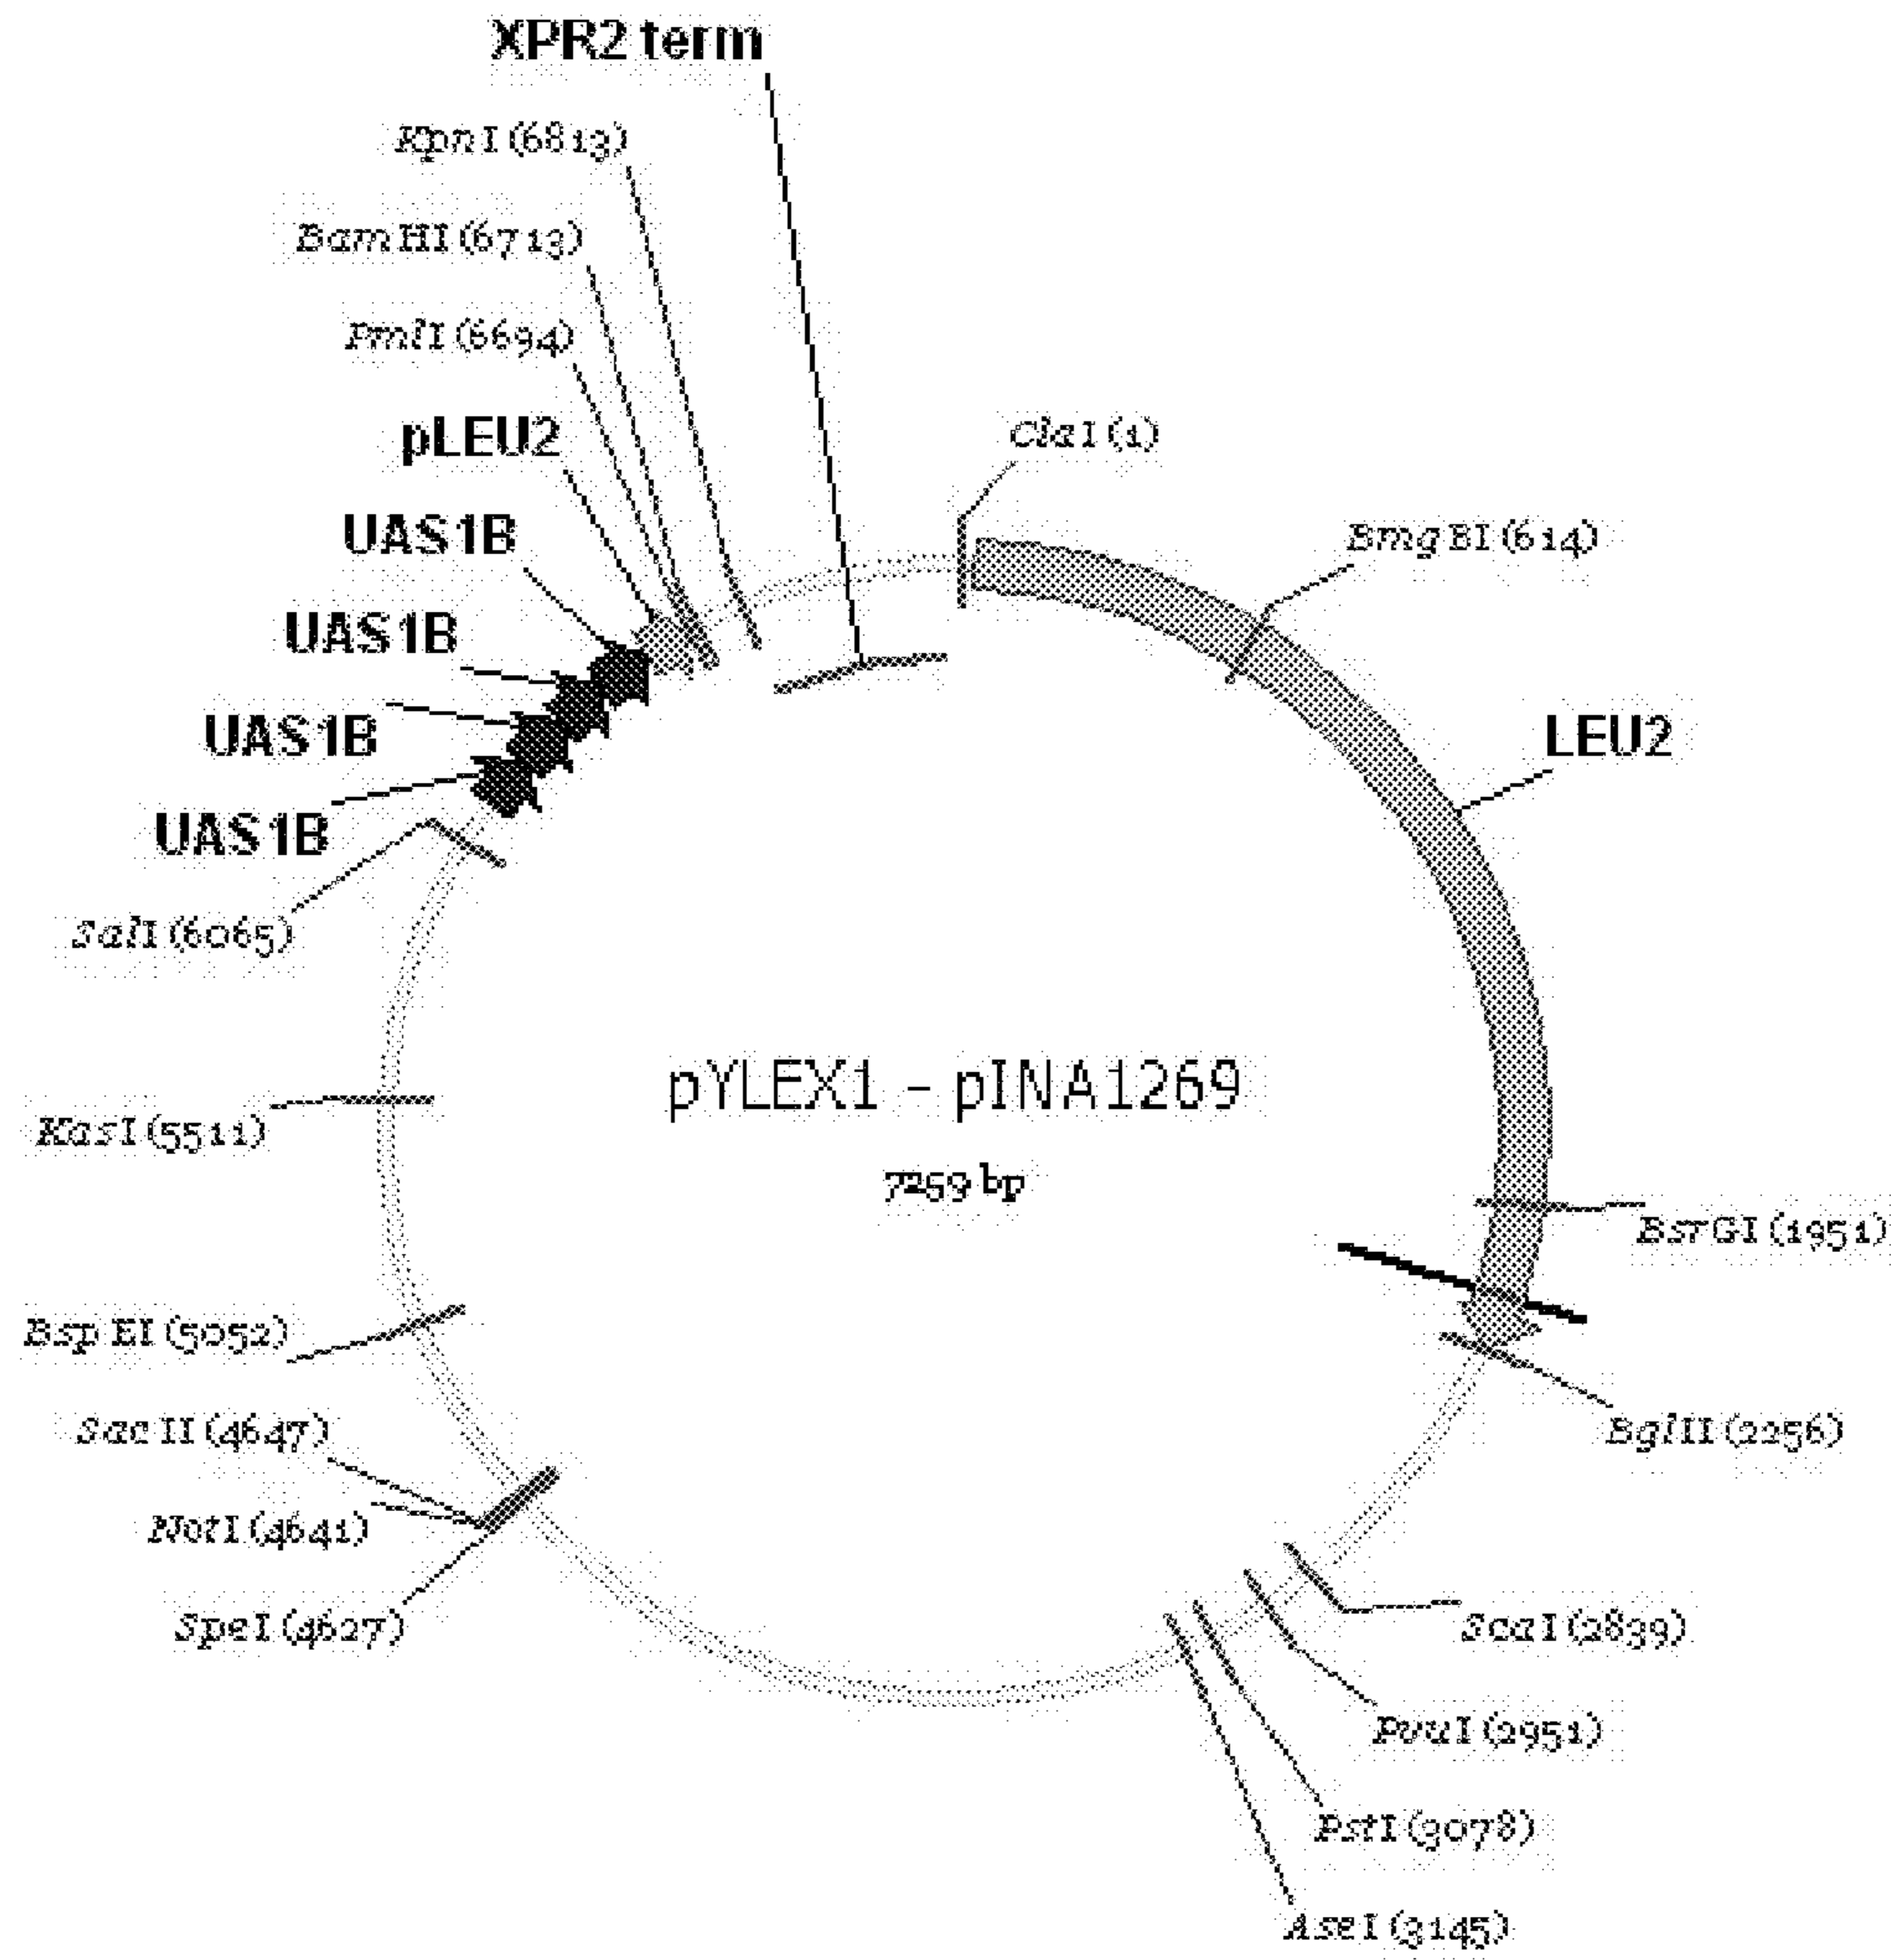 XPR2 term
KpnI (6813)
BamHI (6713)
PmlI (6694)
pLEU2
ClaI (1)
UAS1B
BmgBI (614)
UAS1B
UAS1B
LEU2
UAS1B
SalI (6065)
pYLEX1 - pINA1269
KasI (5511)
7259 bp
BsrGI (1951)
BspEI (5052)
SacII (4647)
BglII (2256)
NotI (4641)
SpeI (4627)
ScaI (2839)
PvuI (2951)
PstI (3078)
AseI (3145)